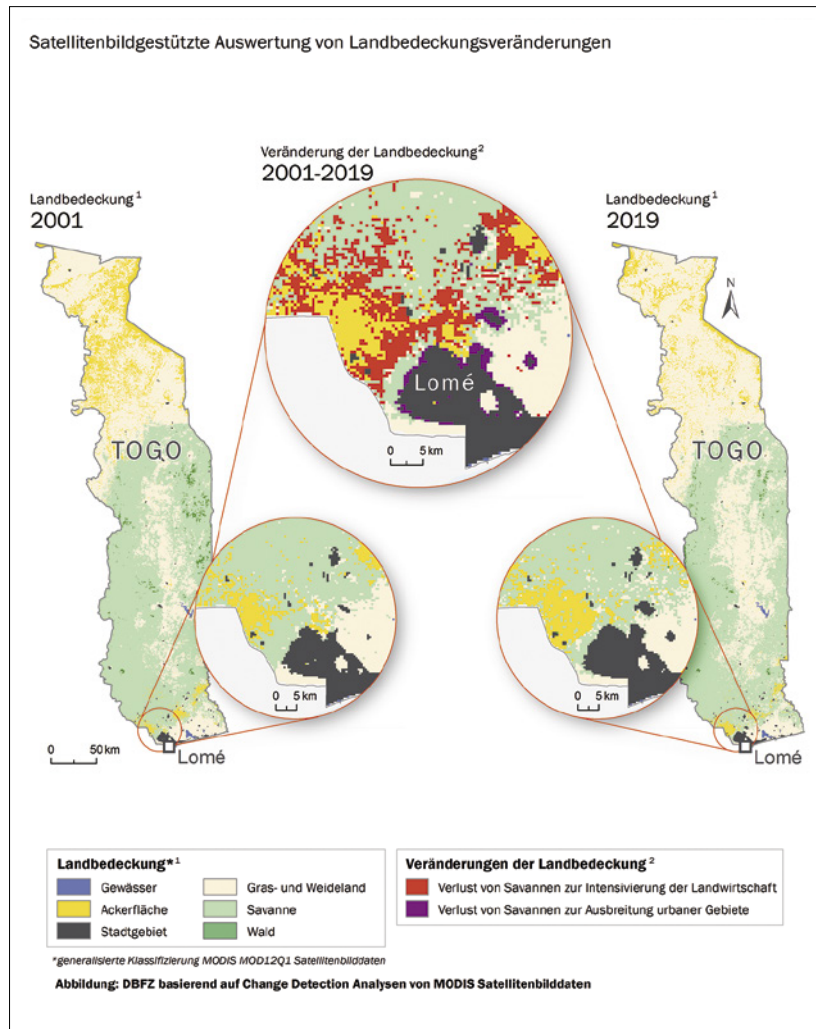 Satellitenbildgestützte Auswertung von Landbedeckungsveränderungen
Veränderung der Landbedeckung²
2001-2019
Landbedeckung¹
2001
Landbedeckung¹
2019
N
Lomé
0 5 km
TOGO
TOGO
0 5 km
0 5 km
0 50 km
Lomé
Lomé
Landbedeckung*¹
Gewässer
Ackerfläche
Stadtgebiet
Gras- und Weideland
Savanne
Wald
Veränderungen der Landbedeckung²
Verlust von Savannen zur Intensivierung der Landwirtschaft
Verlust von Savannen zur Ausbreitung urbaner Gebiete
*generalisierte Klassifizierung MODIS MOD12Q1 Satellitenbilddaten
Abbildung: DBFZ basierend auf Change Detection Analysen von MODIS Satellitenbilddaten